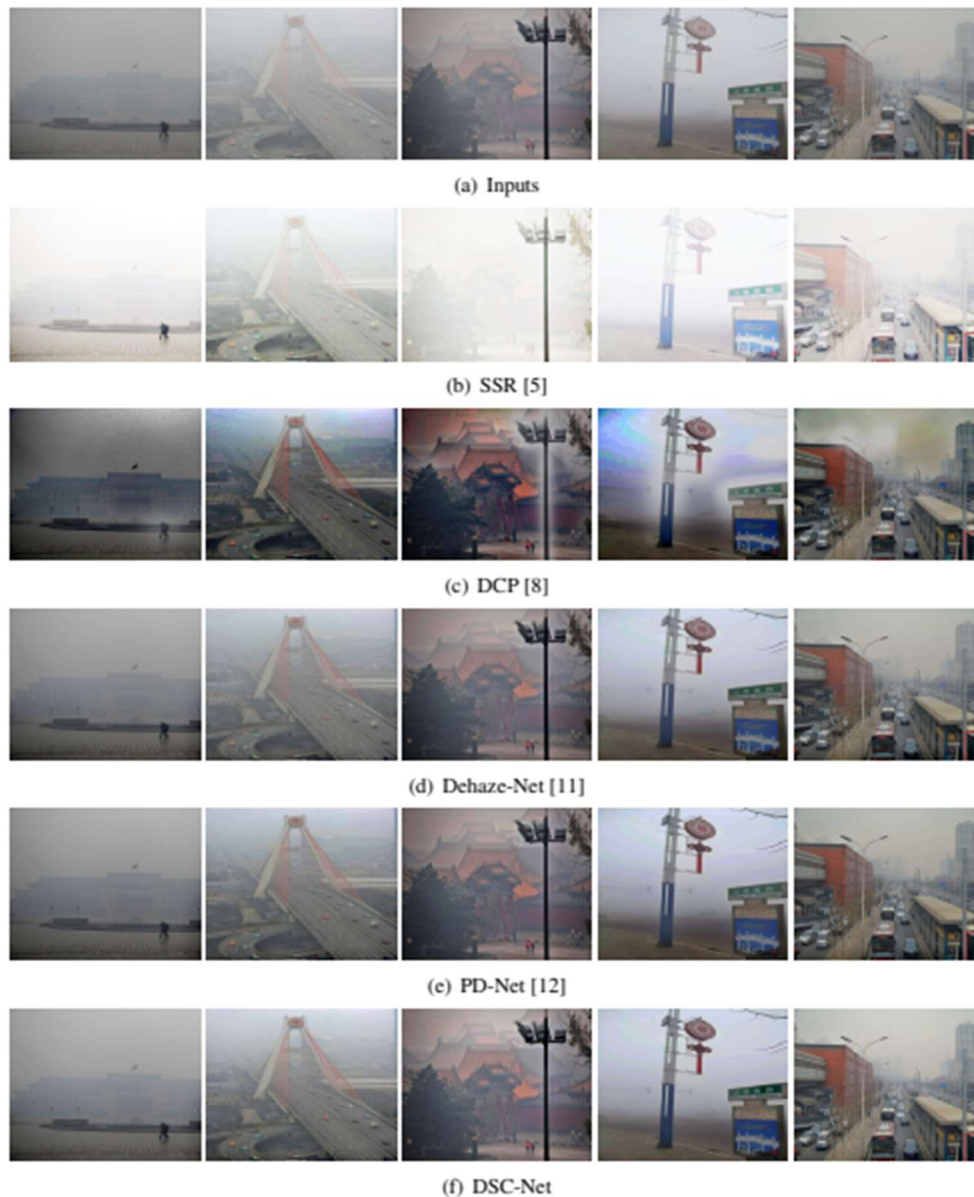 (a) Inputs
(b) SSR [5]
(c) DCP [8]
(d) Dehaze-Net [11]
(e) PD-Net [12]
(f) DSC-Net